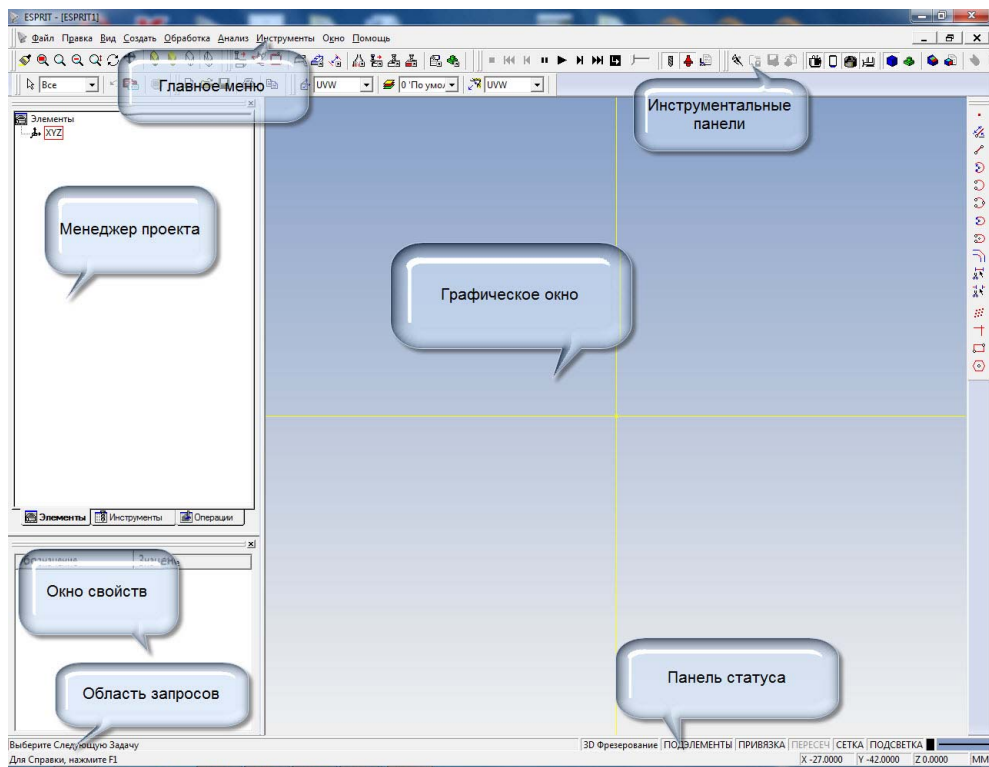 ESPRIT - [ESPRIT1]
Файл Правка Вид Создать Обработка Анализ Инструменты Окно Помощь
Все
UVW
0 'По умол
UVW
Главное меню
Инструментальные
панели
Элементы
XYZ
Менеджер проекта
Графическое окно
Элементы Инструменты Операции
Окно свойств
Область запросов
Панель статуса
Выберите Следующую Задачу
3D Фрезерование ПОДЭЛЕМЕНТЫ ПРИВЯЗКА ПЕРЕСЕЧ СЕТКА ПОДСВЕТКА
Для Справки, нажмите F1
X -27.0000 Y -42.0000 Z 0.0000 MM